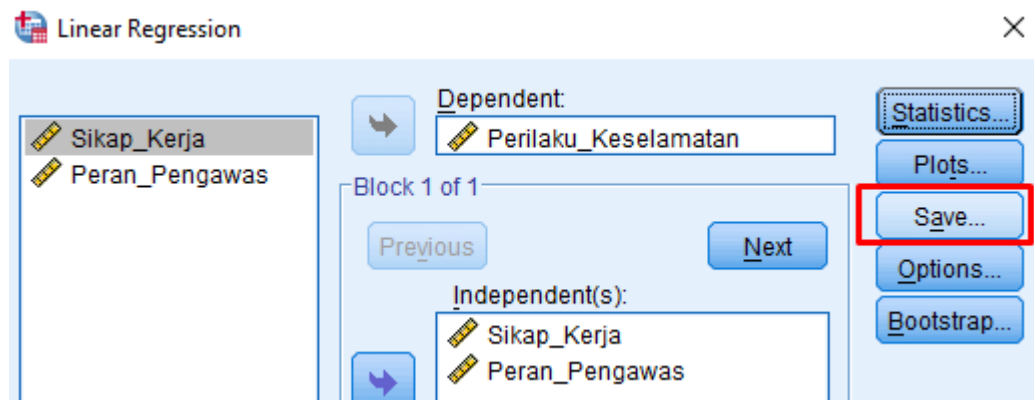 Linear Regression
Sikap_Kerja
Peran_Pengawas
Dependent:
Perilaku_Keselamatan
Block 1 of 1
Previous
Next
Independent(s):
Sikap_Kerja
Peran_Pengawas
Statistics...
Plots...
Save...
Options...
Bootstrap...